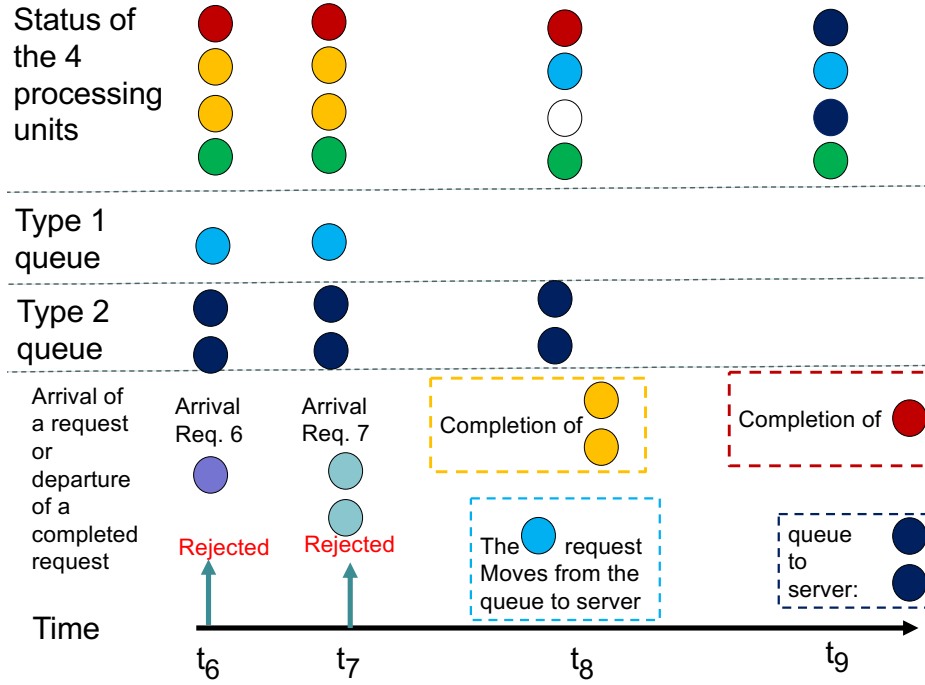 Status of
the 4
processing
units
Type 1
queue
Type 2
queue
Arrival of
a request
or
departure
of a
completed
request
Arrival
Req. 6
Rejected
Arrival
Req. 7
Rejected
Completion of
The request
Moves from the
queue to server
Completion of
queue
to
server:
Time
t6
t7
t8
t9